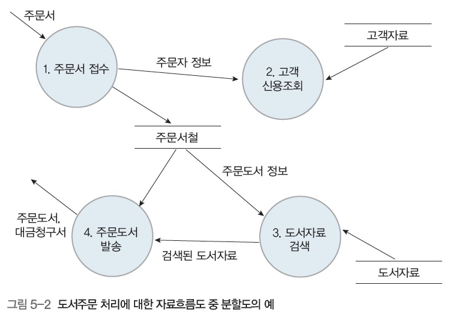 주문서
고객자료
1. 주문서 접수
주문자 정보
2. 고객
신용조회
주문서철
주문도서 정보
주문도서,
대금청구서
4. 주문도서
발송
3. 도서자료
검색
검색된 도서자료
도서자료
그림 5-2 도서주문 처리에 대한 자료흐름도 중 분할도의 예